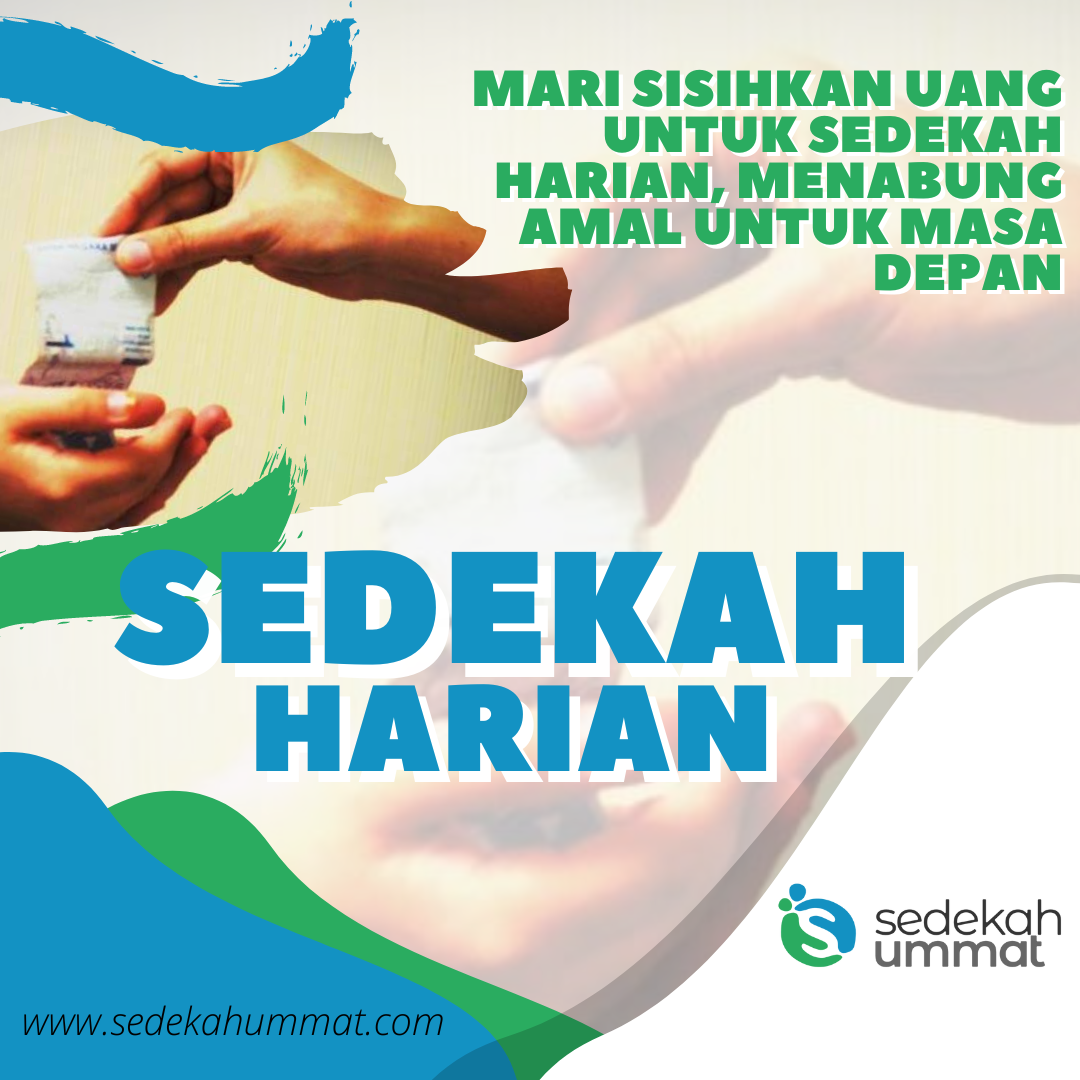 MARI SISIHKAN UANG
UNTUK SEDEKAH
HARIAN, MENABUNG
AMAL UNTUK MASA
DEPAN
SEDEKAH
HARIAN
sedekah
ummat
www.sedekahummat.com